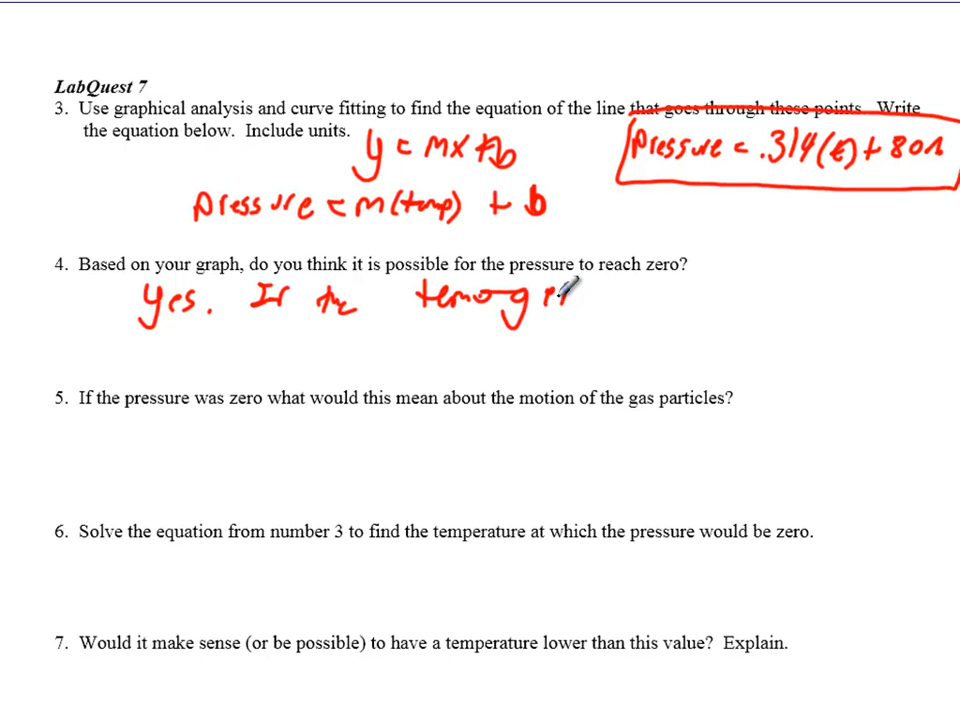 LabQuest 7
3. Use graphical analysis and curve fitting to find the equation of the line that goes through these points. Write
the equation below. Include units.
y = mx + b
pressure = .314(t) + 80
pressure = m(temp) + b
4. Based on your graph, do you think it is possible for the pressure to reach zero?
Yes. If the
5. If the pressure was zero what would this mean about the motion of the gas particles?
6. Solve the equation from number 3 to find the temperature at which the pressure would be zero.
7. Would it make sense (or be possible) to have a temperature lower than this value? Explain.